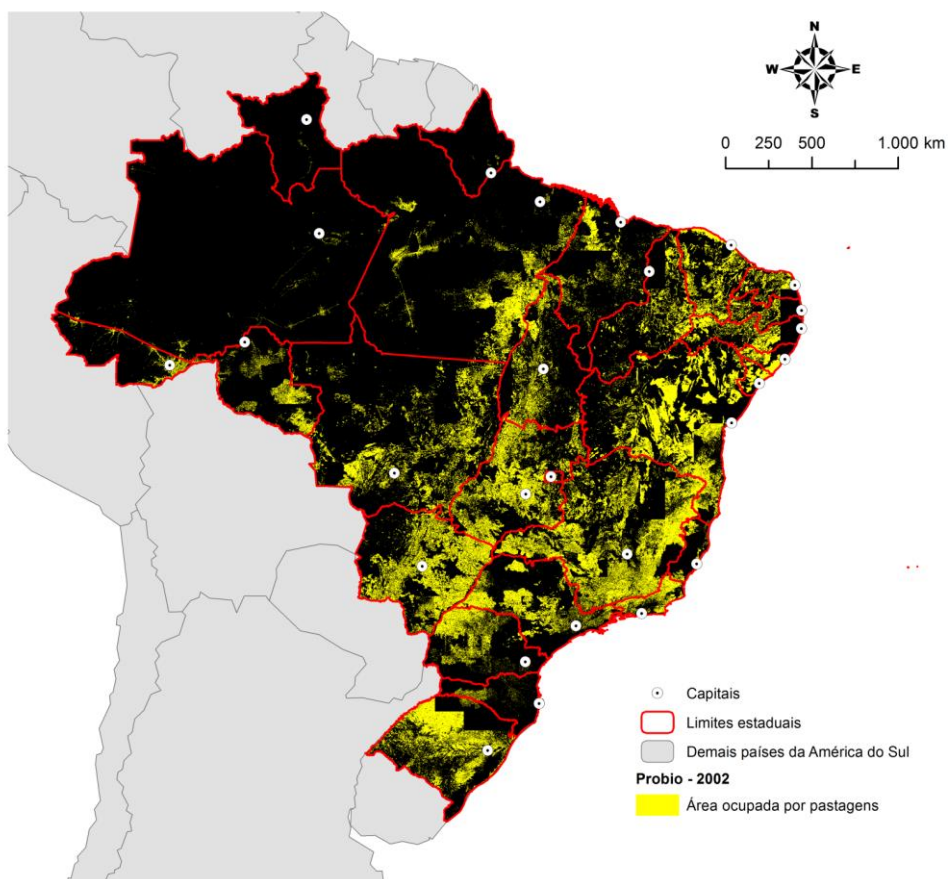 N
W E
S
0 250 500 1.000 km
Capitais
Limites estaduais
Demais países da América do Sul
Probio - 2002
Área ocupada por pastagens